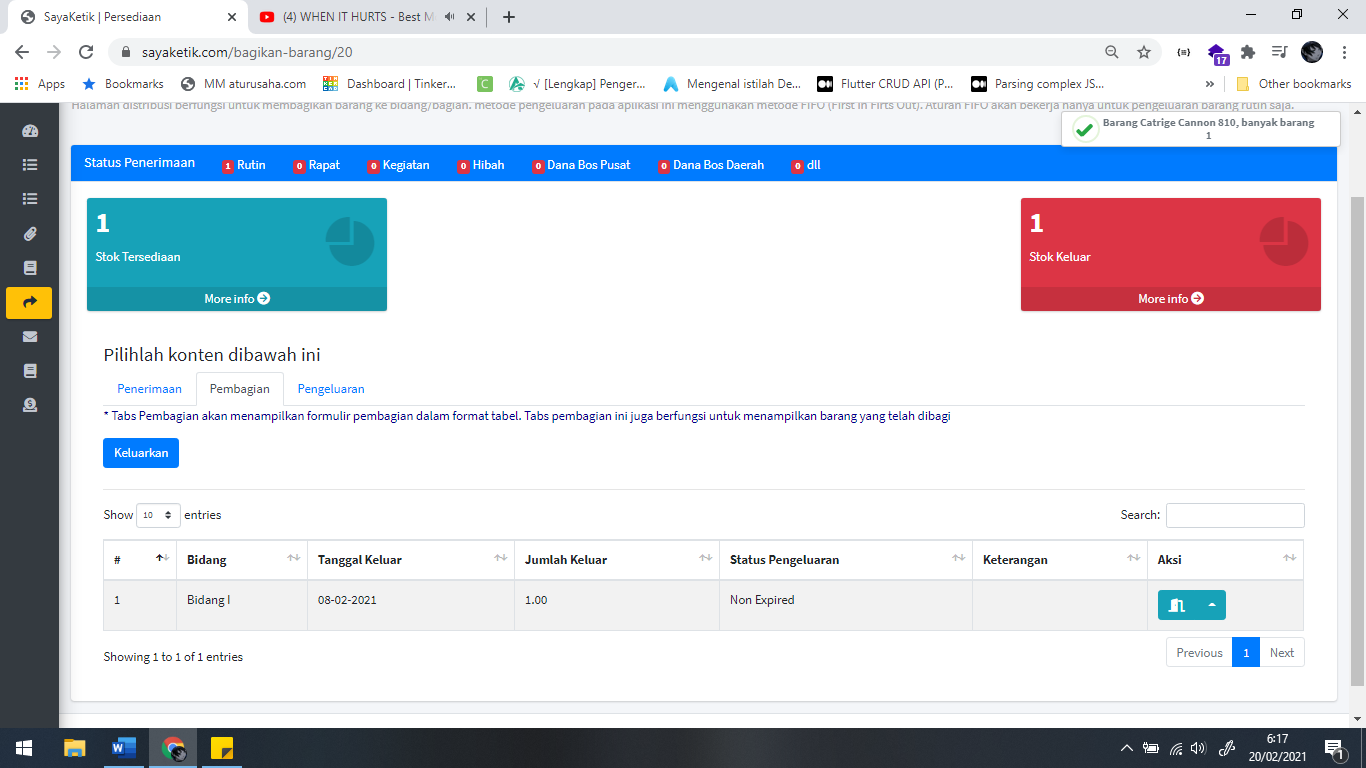 SayaKetik | Persediaan
(4) WHEN IT HURTS - Best M
sayaketik.com/bagikan-barang/20
17
Apps
Bookmarks
MM aturusaha.com
Dashboard | Tinker...
C
√ [Lengkap] Penger...
Mengenal istilah De...
Flutter CRUD API (P...
Parsing complex JS...
»
Other bookmarks
Halaman distribusi berfungsi untuk membagikan barang ke bidang/bagian. metode pengeluaran pada aplikasi ini menggunakan metode FIFO (First In Firts Out). Aturan FIFO akan bekerja hanya untuk pengeluaran barang rutin saja.
Barang Catrige Cannon 810, banyak barang
1
Status Penerimaan
1 Rutin
0 Rapat
0 Kegiatan
0 Hibah
0 Dana Bos Pusat
0 Dana Bos Daerah
0 dll
1
Stok Tersediaan
More info
1
Stok Keluar
More info
Pilihlah konten dibawah ini
Penerimaan
Pembagian
Pengeluaran
* Tabs Pembagian akan menampilkan formulir pembagian dalam format tabel. Tabs pembagian ini juga berfungsi untuk menampilkan barang yang telah dibagi
Keluarkan
Show 10 entries
Search:
# Bidang Tanggal Keluar Jumlah Keluar Status Pengeluaran Keterangan Aksi
1 Bidang I 08-02-2021 1.00 Non Expired
Showing 1 to 1 of 1 entries
Previous 1 Next
6:17
20/02/2021
1